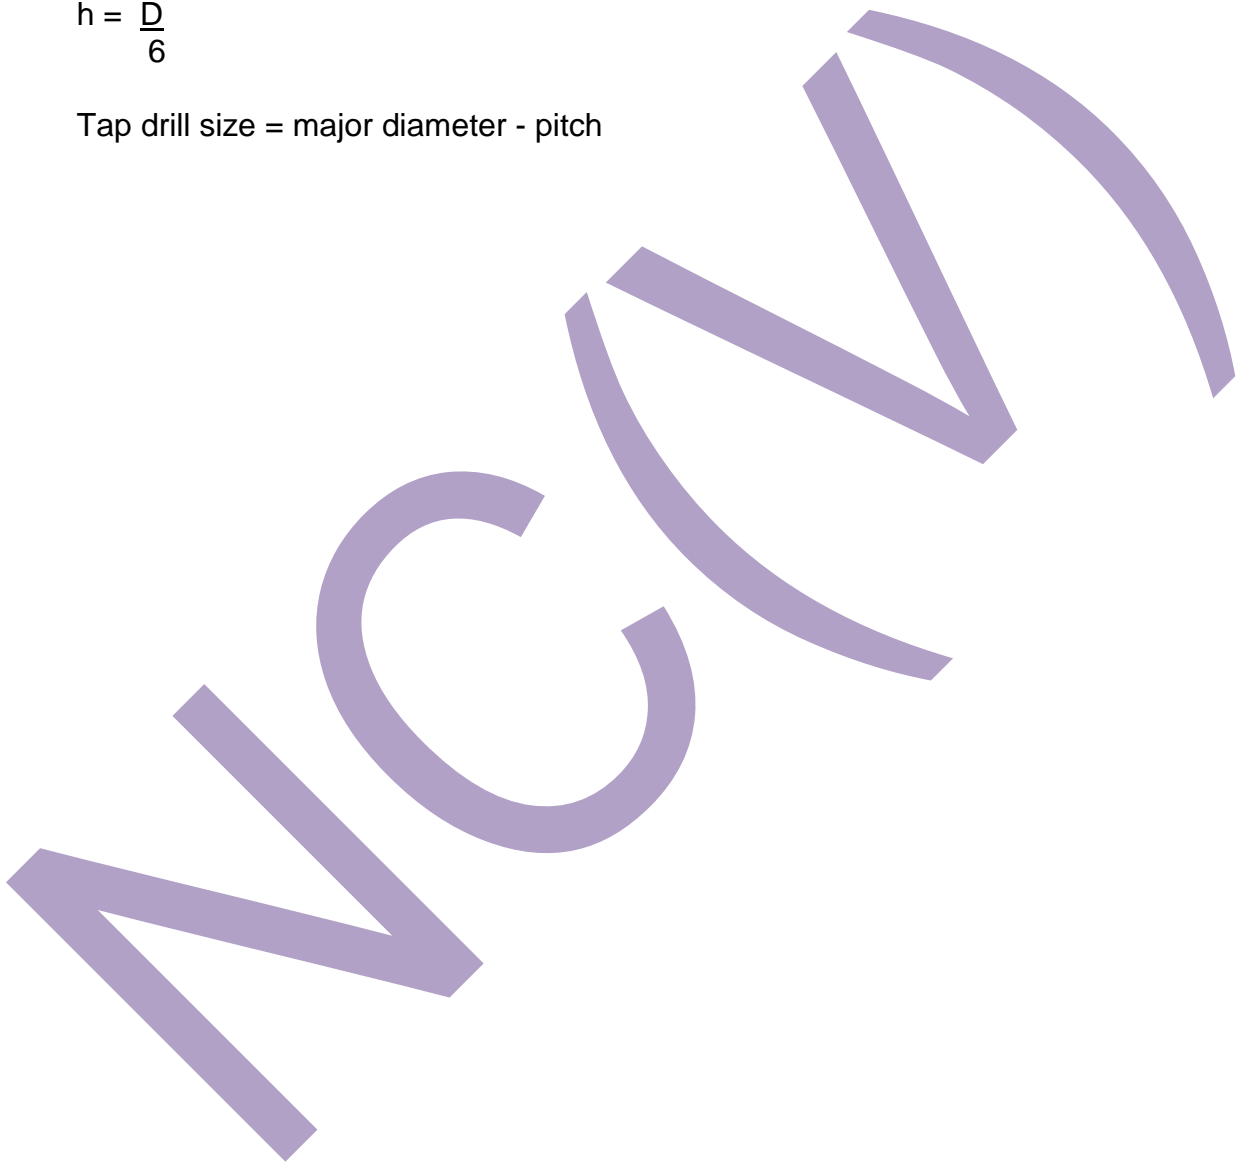 h = D
6
Tap drill size = major diameter - pitch
NC(V)